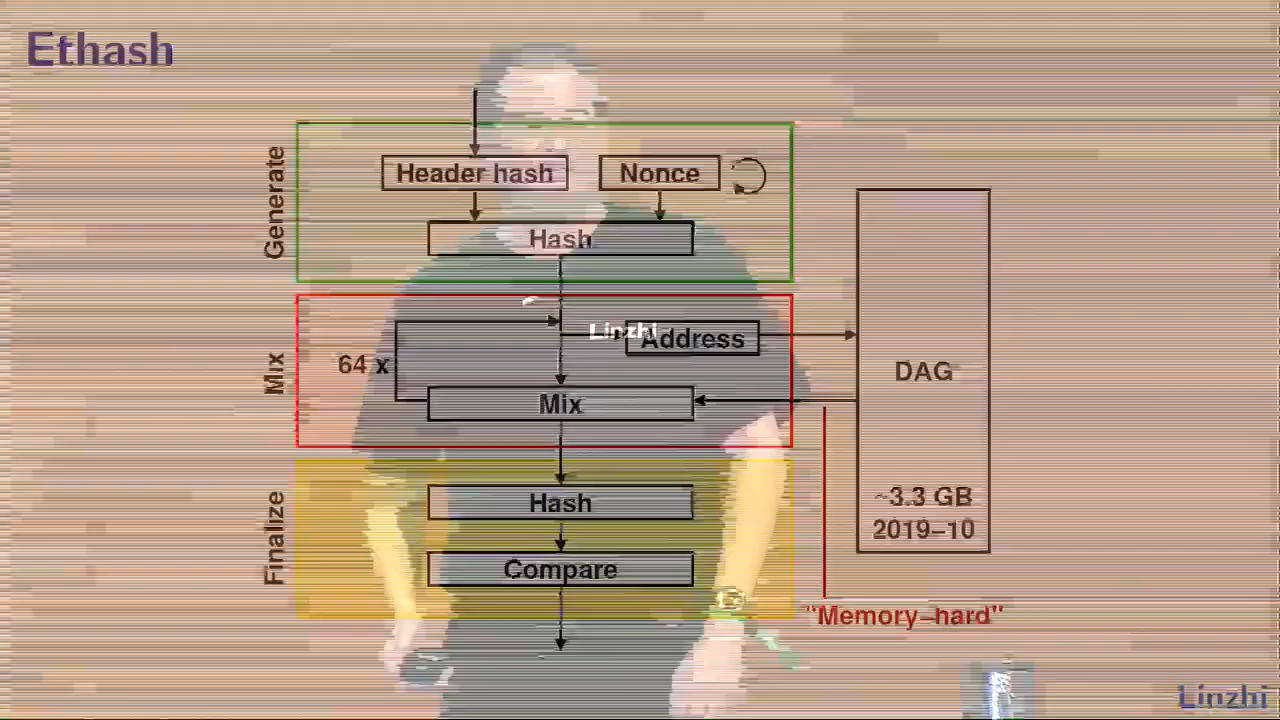 Ethash
Generate
Header hash
Nonce
Hash
Mix
64 x
Linzhi
Address
Mix
DAG
~3.3 GB
2019–10
Finalize
Hash
Compare
"Memory–hard"
Linzhi